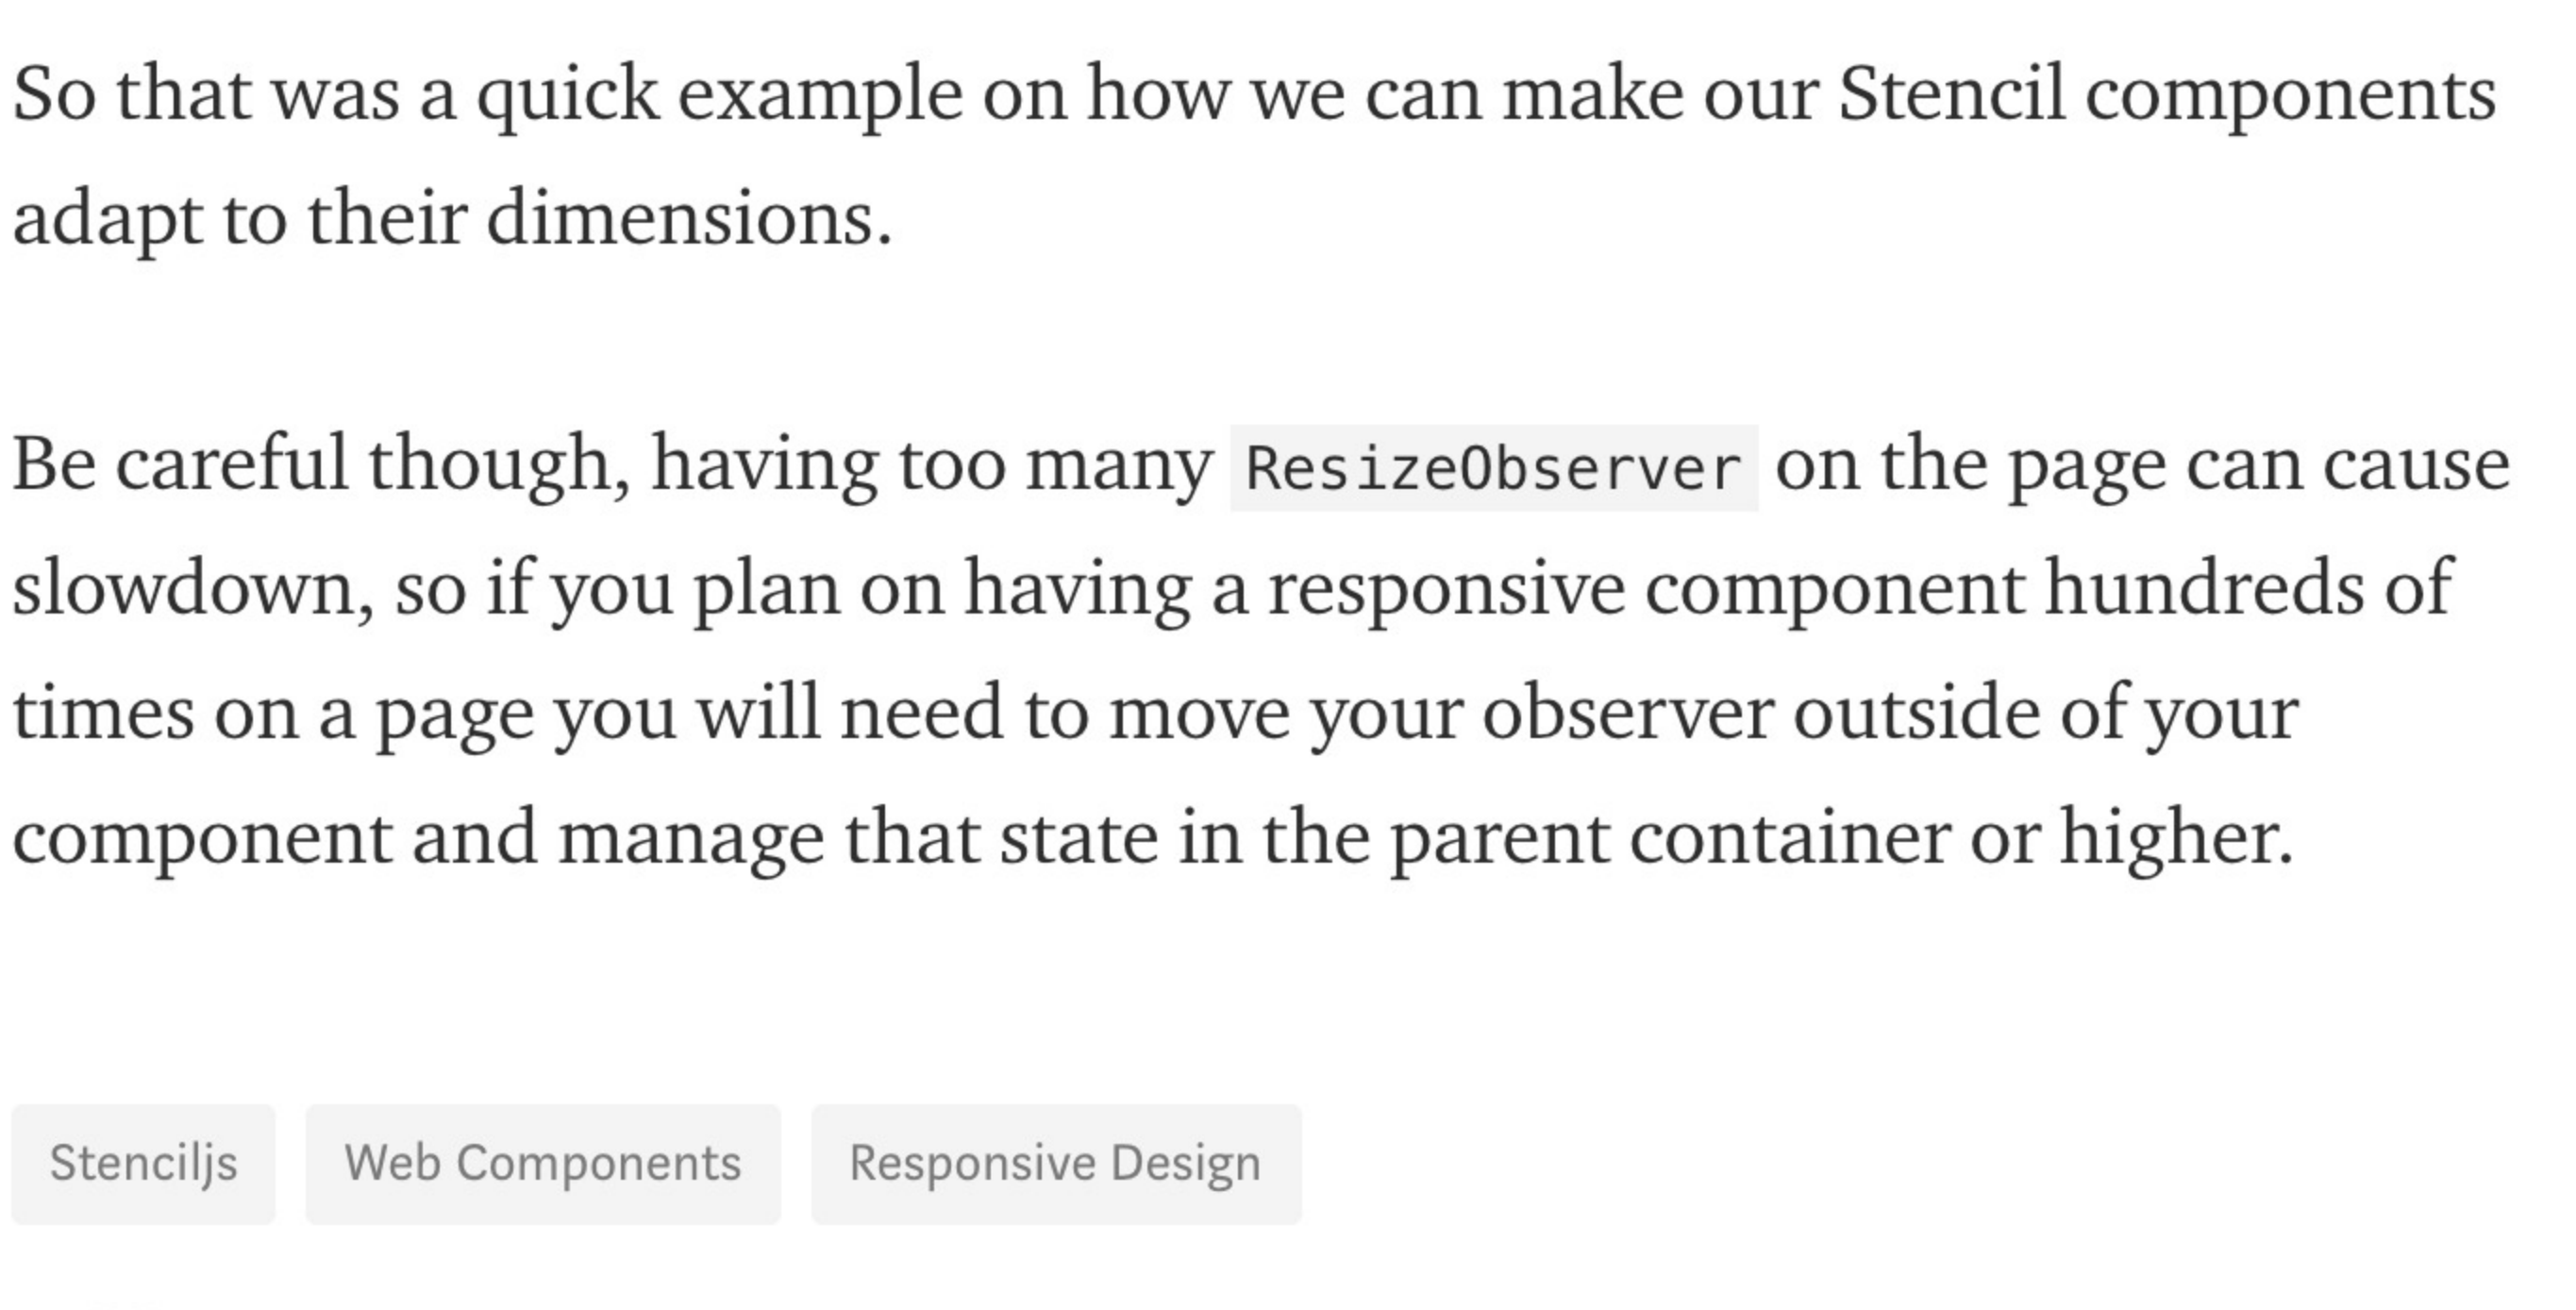 So that was a quick example on how we can make our Stencil components
adapt to their dimensions.
Be careful though, having too many ResizeObserver on the page can cause
slowdown, so if you plan on having a responsive component hundreds of
times on a page you will need to move your observer outside of your
component and manage that state in the parent container or higher.
Stenciljs Web Components Responsive Design